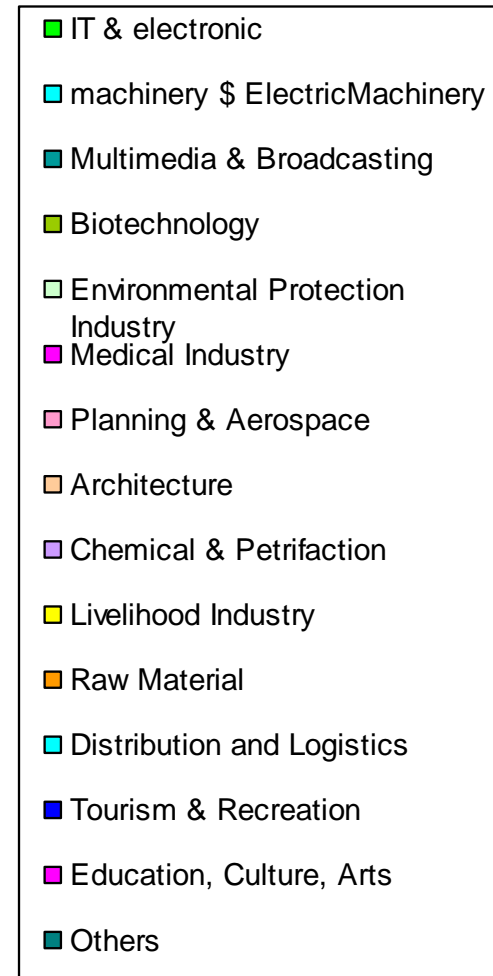 IT & electronic
machinery $ ElectricMachinery
Multimedia & Broadcasting
Biotechnology
Environmental Protection
Industry
Medical Industry
Planning & Aerospace
Architecture
Chemical & Petrifaction
Livelihood Industry
Raw Material
Distribution and Logistics
Tourism & Recreation
Education, Culture, Arts
Others